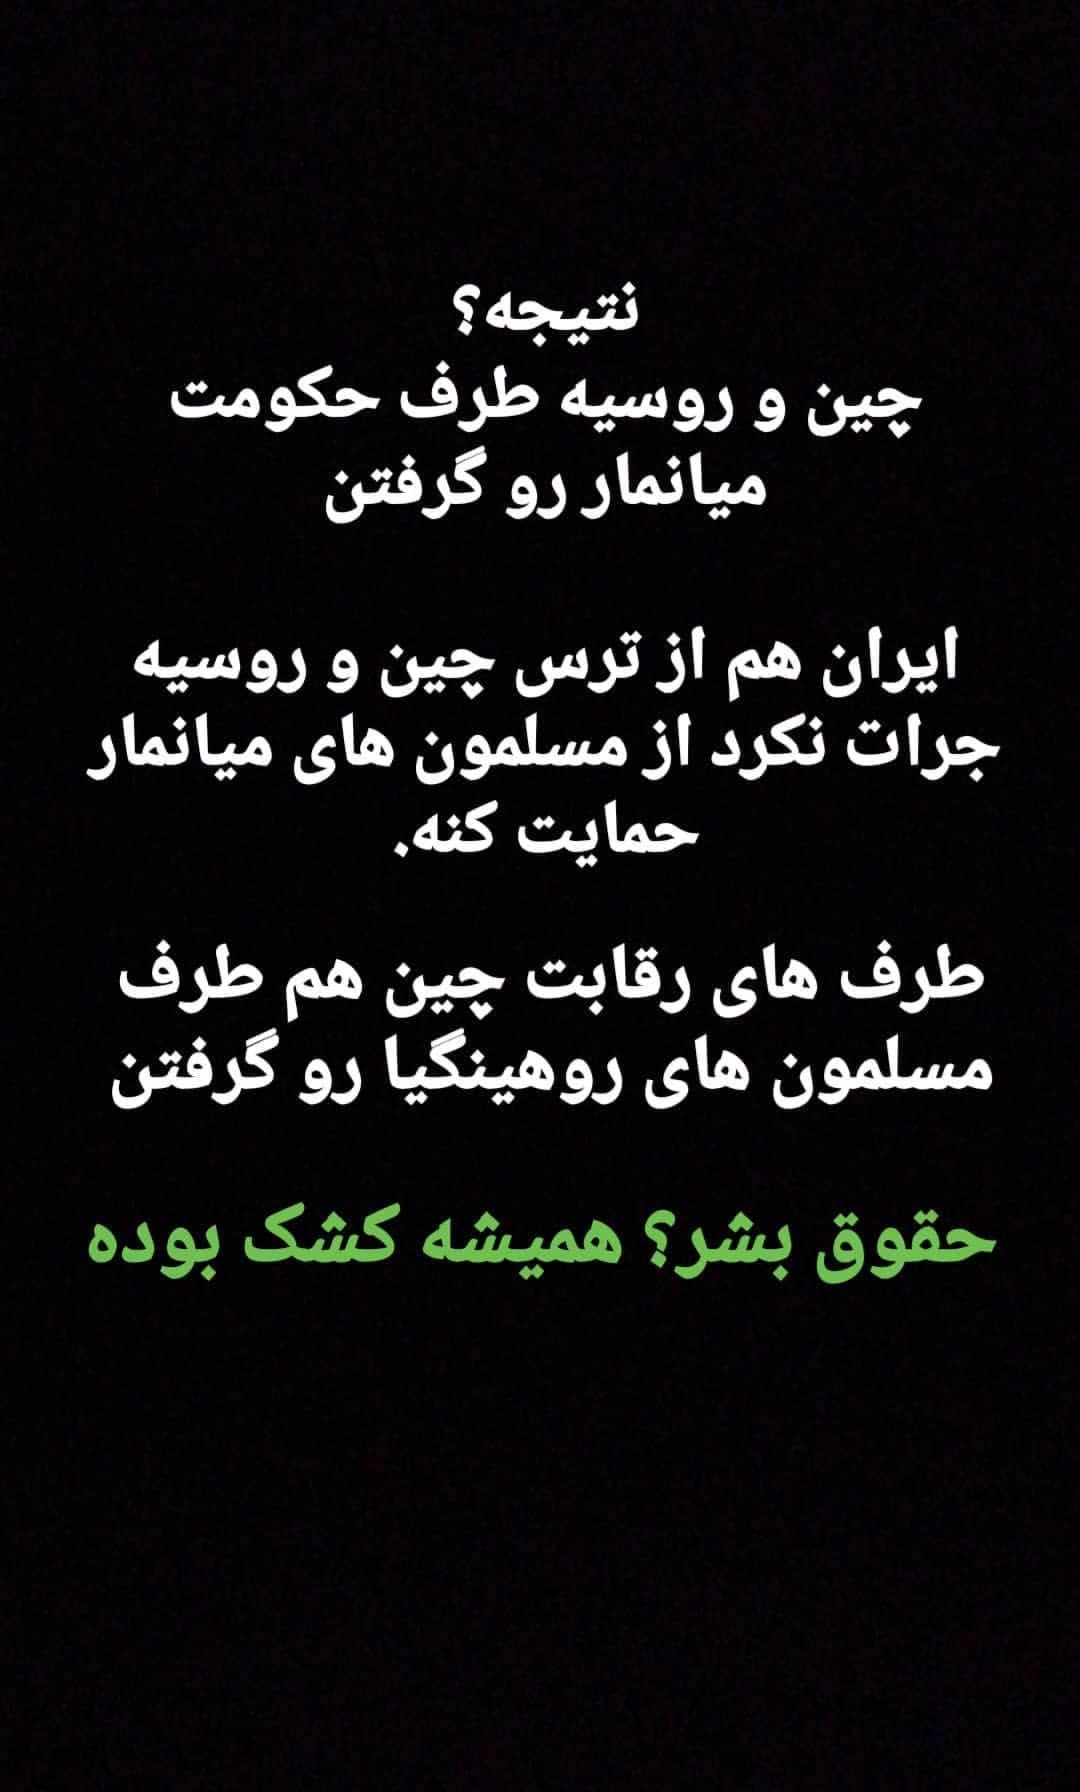 نتیجه؟
چین و روسیه طرف حکومت
میانمار رو گرفتن
ایران هم از ترس چین و روسیه
جرات نکرد از مسلمون های میانمار
حمایت کنه.
طرف های رقابت چین هم طرف
مسلمون های روهینگیا رو گرفتن
حقوق بشر؟ همیشه کشک بوده